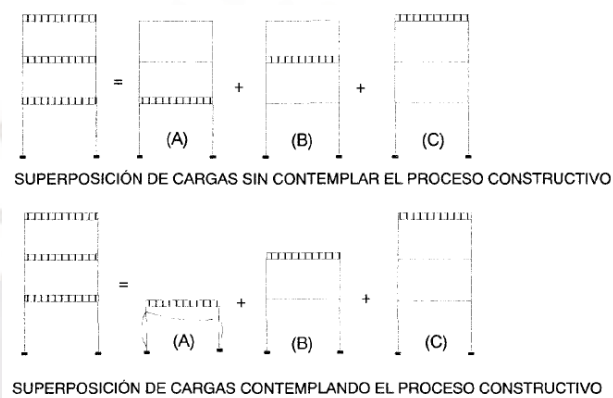 = + +
(A) (B) (C)
SUPERPOSICIÓN DE CARGAS SIN CONTEMPLAR EL PROCESO CONSTRUCTIVO
= + +
(A) (B) (C)
SUPERPOSICIÓN DE CARGAS CONTEMPLANDO EL PROCESO CONSTRUCTIVO